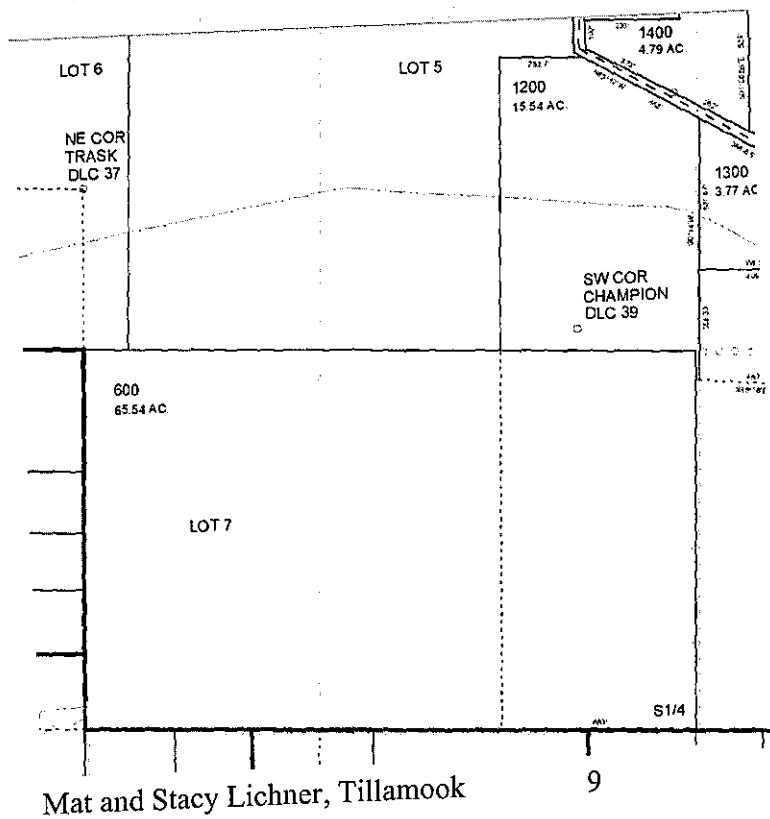 1400
4.79 AC.
LOT 6
LOT 5
1200
15.54 AC.
NE COR
TRASK
DLC 37
1300
3.77 AC
SW COR
CHAMPION
DLC 39
600
65.54 AC.
LOT 7
S1/4
Mat and Stacy Lichner, Tillamook
9